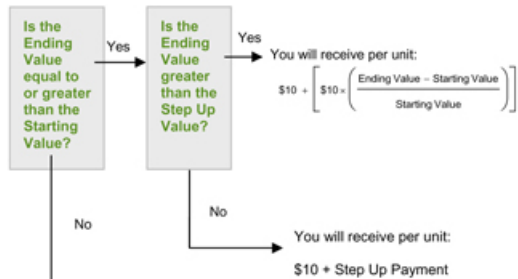 Is the
Ending
Value
equal to
or greater
than the
Starting
Value?
Yes
Is the
Ending
Value
greater
than the
Step Up
Value?
Yes
You will receive per unit:
$10 + [ $10 × ( Ending Value − Starting Value
Starting Value ) ]
No
No
You will receive per unit:
$10 + Step Up Payment